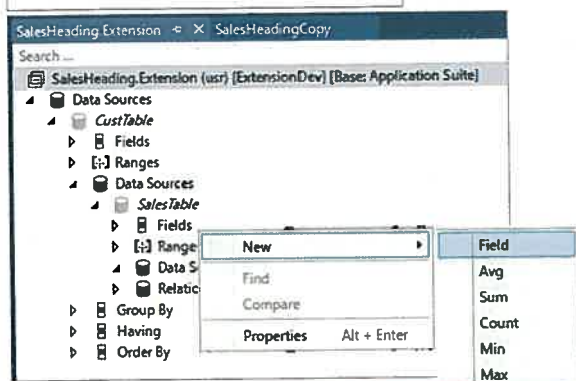 SalesHeading.Extension SalesHeadingCopy
Search ...
SalesHeading.Extension (usr) [ExtensionDev] [Base: Application Suite]
Data Sources
CustTable
Fields
Ranges
Data Sources
SalesTable
Fields
Range
Data S
Relatio
Group By
Having
Order By
New
Find
Compare
Properties Alt + Enter
Field
Avg
Sum
Count
Min
Max